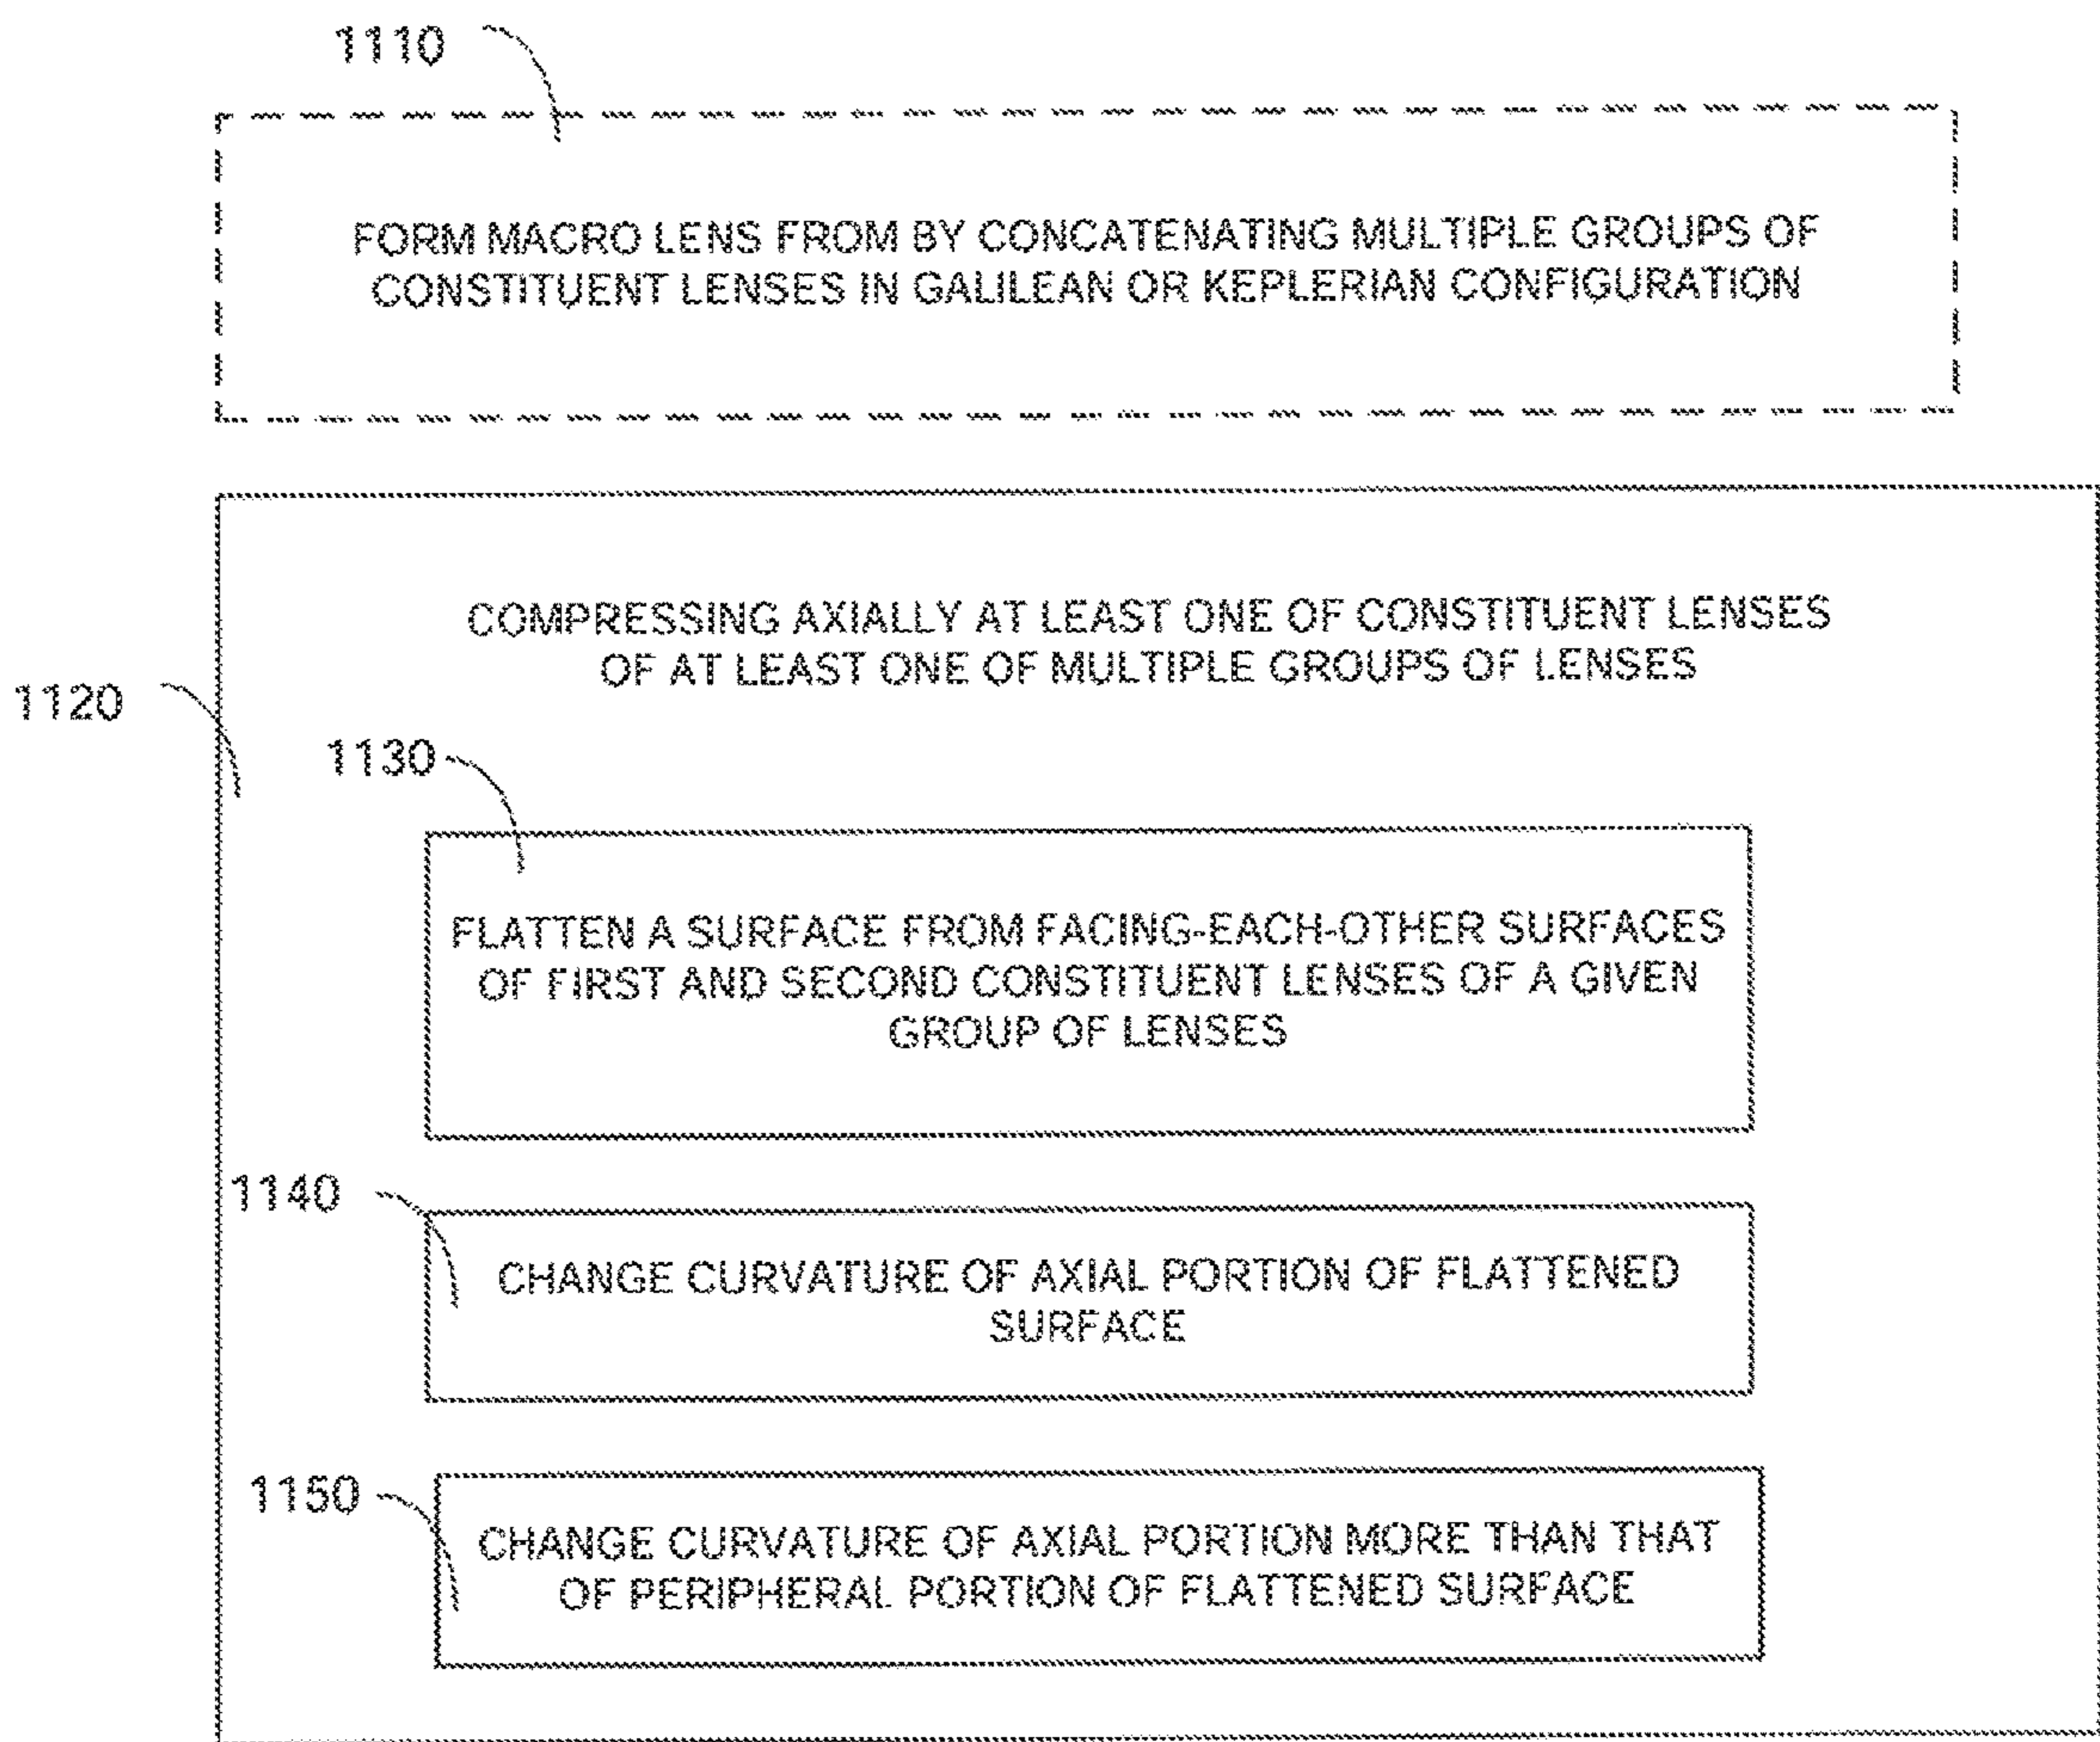 1110
FORM MACRO LENS FROM BY CONCATENATING MULTIPLE GROUPS OF
CONSTITUENT LENSES IN GALILEAN OR KEPLERIAN CONFIGURATION
COMPRESSING AXIALLY AT LEAST ONE OF CONSTITUENT LENSES
OF AT LEAST ONE OF MULTIPLE GROUPS OF LENSES
1120
1130
FLATTEN A SURFACE FROM FACING-EACH-OTHER SURFACES
OF FIRST AND SECOND CONSTITUENT LENSES OF A GIVEN
GROUP OF LENSES
1140
CHANGE CURVATURE OF AXIAL PORTION OF FLATTENED
SURFACE
1150
CHANGE CURVATURE OF AXIAL PORTION MORE THAN THAT
OF PERIPHERAL PORTION OF FLATTENED SURFACE